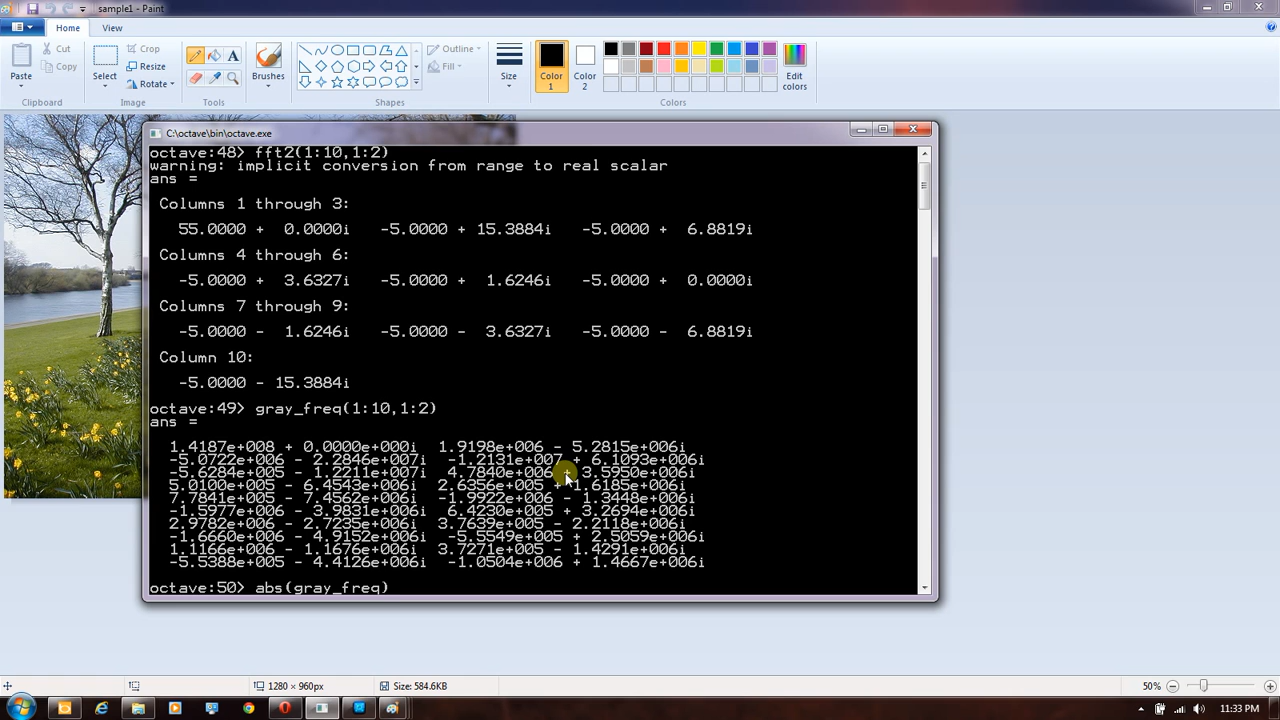 sample1 - Paint
Home View
Paste
Cut
Copy
Clipboard
Select
Crop
Resize
Rotate
Image
A
Tools
Brushes
Outline
Fill
Shapes
Size
Color
1
Color
2
Edit
colors
Colors
C:\octave\bin\octave.exe
octave:48> fft2(1:10,1:2)
warning: implicit conversion from range to real scalar
ans =
Columns 1 through 3:
55.0000 + 0.0000i -5.0000 + 15.3884i -5.0000 + 6.8819i
Columns 4 through 6:
-5.0000 + 3.6327i -5.0000 + 1.6246i -5.0000 + 0.0000i
Columns 7 through 9:
-5.0000 - 1.6246i -5.0000 - 3.6327i -5.0000 - 6.8819i
Column 10:
-5.0000 - 15.3884i
octave:49> gray_freq(1:10,1:2)
ans =
1.4187e+008 + 0.0000e+000i 1.9198e+006 - 5.2815e+006i
-5.0722e+006 - 2.2846e+007i -1.2131e+007 + 6.1093e+006i
-5.6284e+005 - 1.2211e+007i 4.7840e+006 + 3.5950e+006i
5.0100e+005 - 6.4543e+006i 2.6356e+005 + 1.6185e+006i
7.7841e+005 - 7.4562e+006i -1.9922e+006 - 1.3448e+006i
-1.5977e+006 - 3.9831e+006i 6.4230e+005 + 3.2694e+006i
2.9782e+006 - 2.7235e+006i 3.7639e+005 - 2.2118e+006i
-1.6660e+006 - 4.9152e+006i -5.5549e+005 + 2.5059e+006i
1.1166e+006 - 1.1676e+006i 3.7271e+005 - 1.4291e+006i
-5.5388e+005 - 4.4126e+006i -1.0504e+006 + 1.4667e+006i
octave:50> abs(gray_freq)
1280 × 960px
Size: 584.6KB
50%
11:33 PM